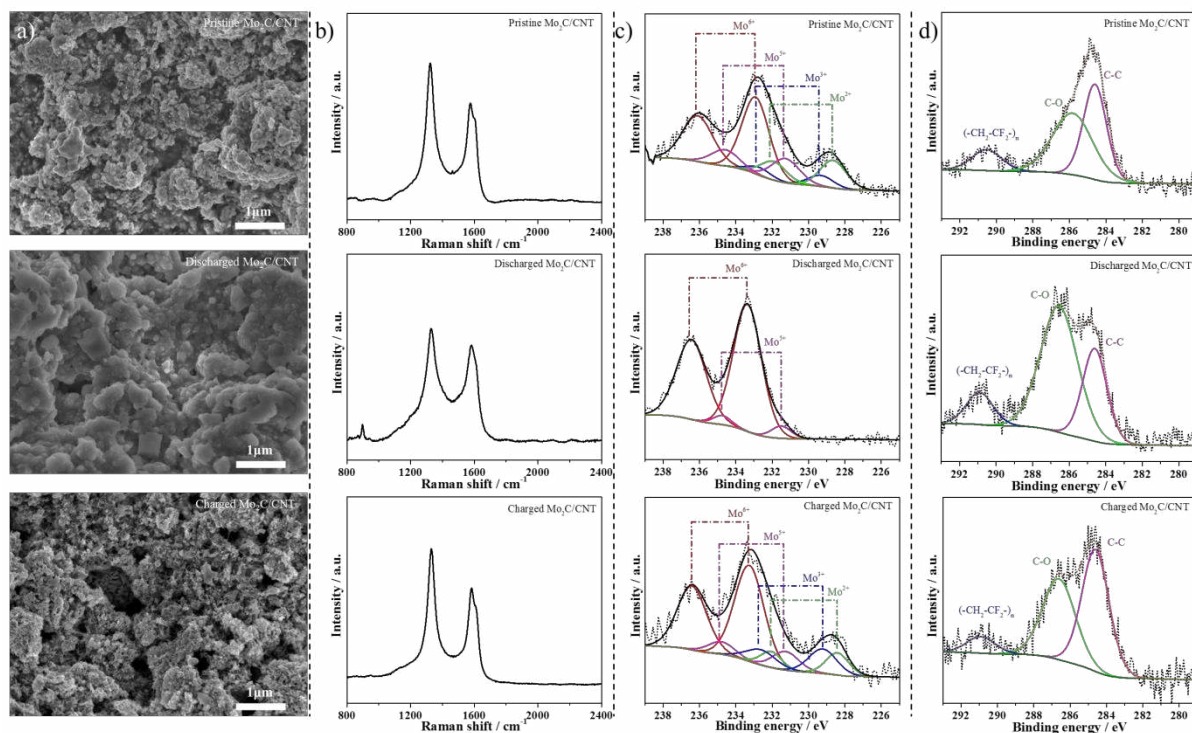 a)
Pristine Mo₂C/CNT
1μm
Discharged Mo₂C/CNT
1μm
Charged Mo₂C/CNT
1μm
b)
Pristine Mo₂C/CNT
Intensity / a.u.
800 1200 1600 2000 2400
Raman shift / cm⁻¹
Discharged Mo₂C/CNT
Intensity / a.u.
800 1200 1600 2000 2400
Raman shift / cm⁻¹
Charged Mo₂C/CNT
Intensity / a.u.
800 1200 1600 2000 2400
Raman shift / cm⁻¹
c)
Pristine Mo₂C/CNT
Mo⁶⁺
Mo⁵⁺
Mo³⁺
Mo²⁺
Intensity / a.u.
238 236 234 232 230 228 226
Binding energy / eV
Discharged Mo₂C/CNT
Mo⁶⁺
Mo⁵⁺
Intensity / a.u.
238 236 234 232 230 228 226
Binding energy / eV
Charged Mo₂C/CNT
Mo⁶⁺
Mo⁵⁺
Mo³⁺
Mo²⁺
Intensity / a.u.
238 236 234 232 230 228 226
Binding energy / eV
d)
Pristine Mo₂C/CNT
C-C
C-O
(-CH₂-CF₂-)ₙ
Intensity / a.u.
292 290 288 286 284 282 280
Binding energy / eV
Discharged Mo₂C/CNT
C-O
C-C
(-CH₂-CF₂-)ₙ
Intensity / a.u.
292 290 288 286 284 282 280
Binding energy / eV
Charged Mo₂C/CNT
C-C
C-O
(-CH₂-CF₂-)ₙ
Intensity / a.u.
292 290 288 286 284 282 280
Binding energy / eV